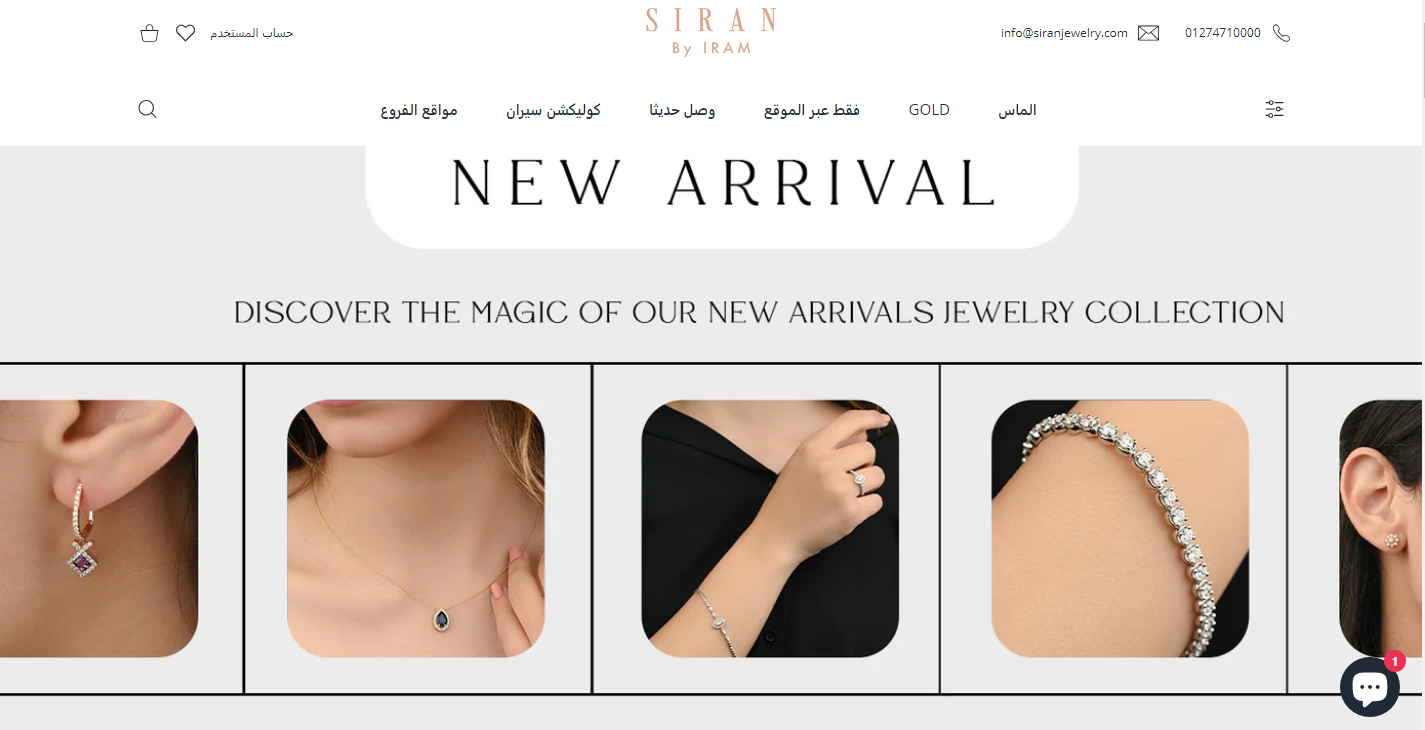 SIRAN
By IRAM
01274710000
info@siranjewelry.com
حساب المستخدم
الماس
GOLD
فقط عبر الموقع
وصل حديثا
كوليكشن سيران
مواقع الفروع
NEW ARRIVAL
DISCOVER THE MAGIC OF OUR NEW ARRIVALS JEWELRY COLLECTION
1